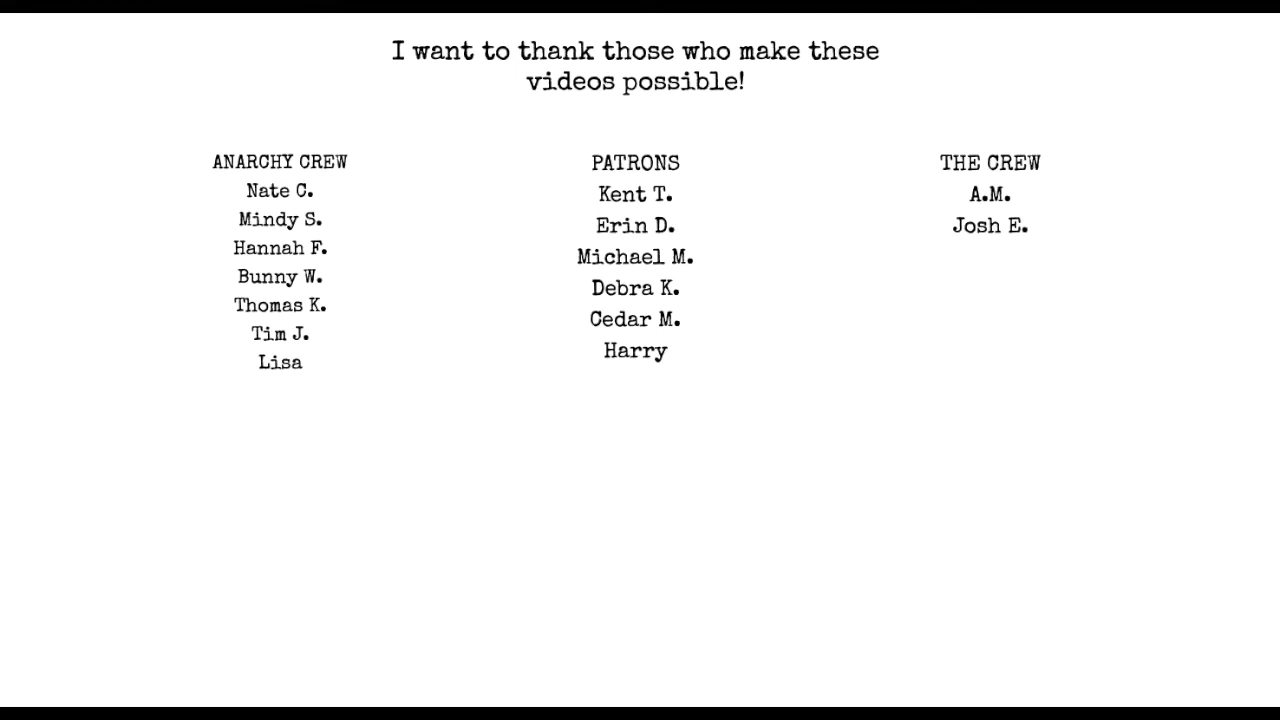 I want to thank those who make these
videos possible!
ANARCHY CREW
Nate C.
Mindy S.
Hannah F.
Bunny W.
Thomas K.
Tim J.
Lisa
PATRONS
Kent T.
Erin D.
Michael M.
Debra K.
Cedar M.
Harry
THE CREW
A.M.
Josh E.